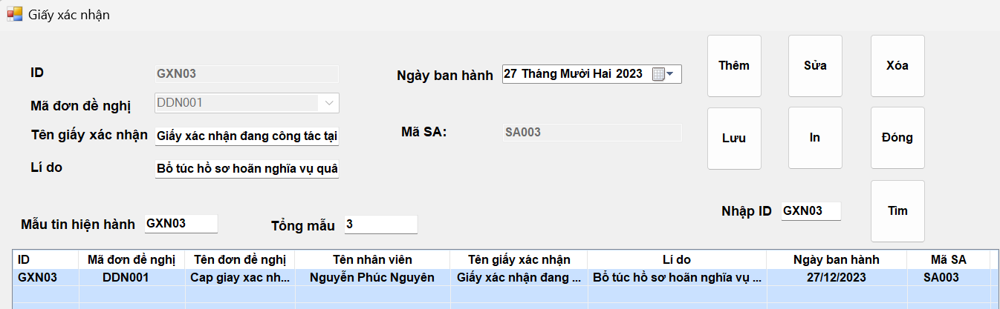 Giấy xác nhận
ID GXN03 Ngày ban hành 27 Tháng Mười Hai 2023 Thêm Sửa Xóa
Mã đơn đề nghị DDN001
Tên giấy xác nhận Giấy xác nhận đang công tác tại Mã SA: SA003 Lưu In Đóng
Lí do Bổ túc hồ sơ hoãn nghĩa vụ quâ
Nhập ID GXN03 Tìm
Mẫu tin hiện hành GXN03 Tổng mẫu 3
ID Mã đơn đề nghị Tên đơn đề nghị Tên nhân viên Tên giấy xác nhận Lí do Ngày ban hành Mã SA
GXN03 DDN001 Cap giay xac nh... Nguyễn Phúc Nguyên Giấy xác nhận đang ... Bổ túc hồ sơ hoãn nghĩa vụ ... 27/12/2023 SA003